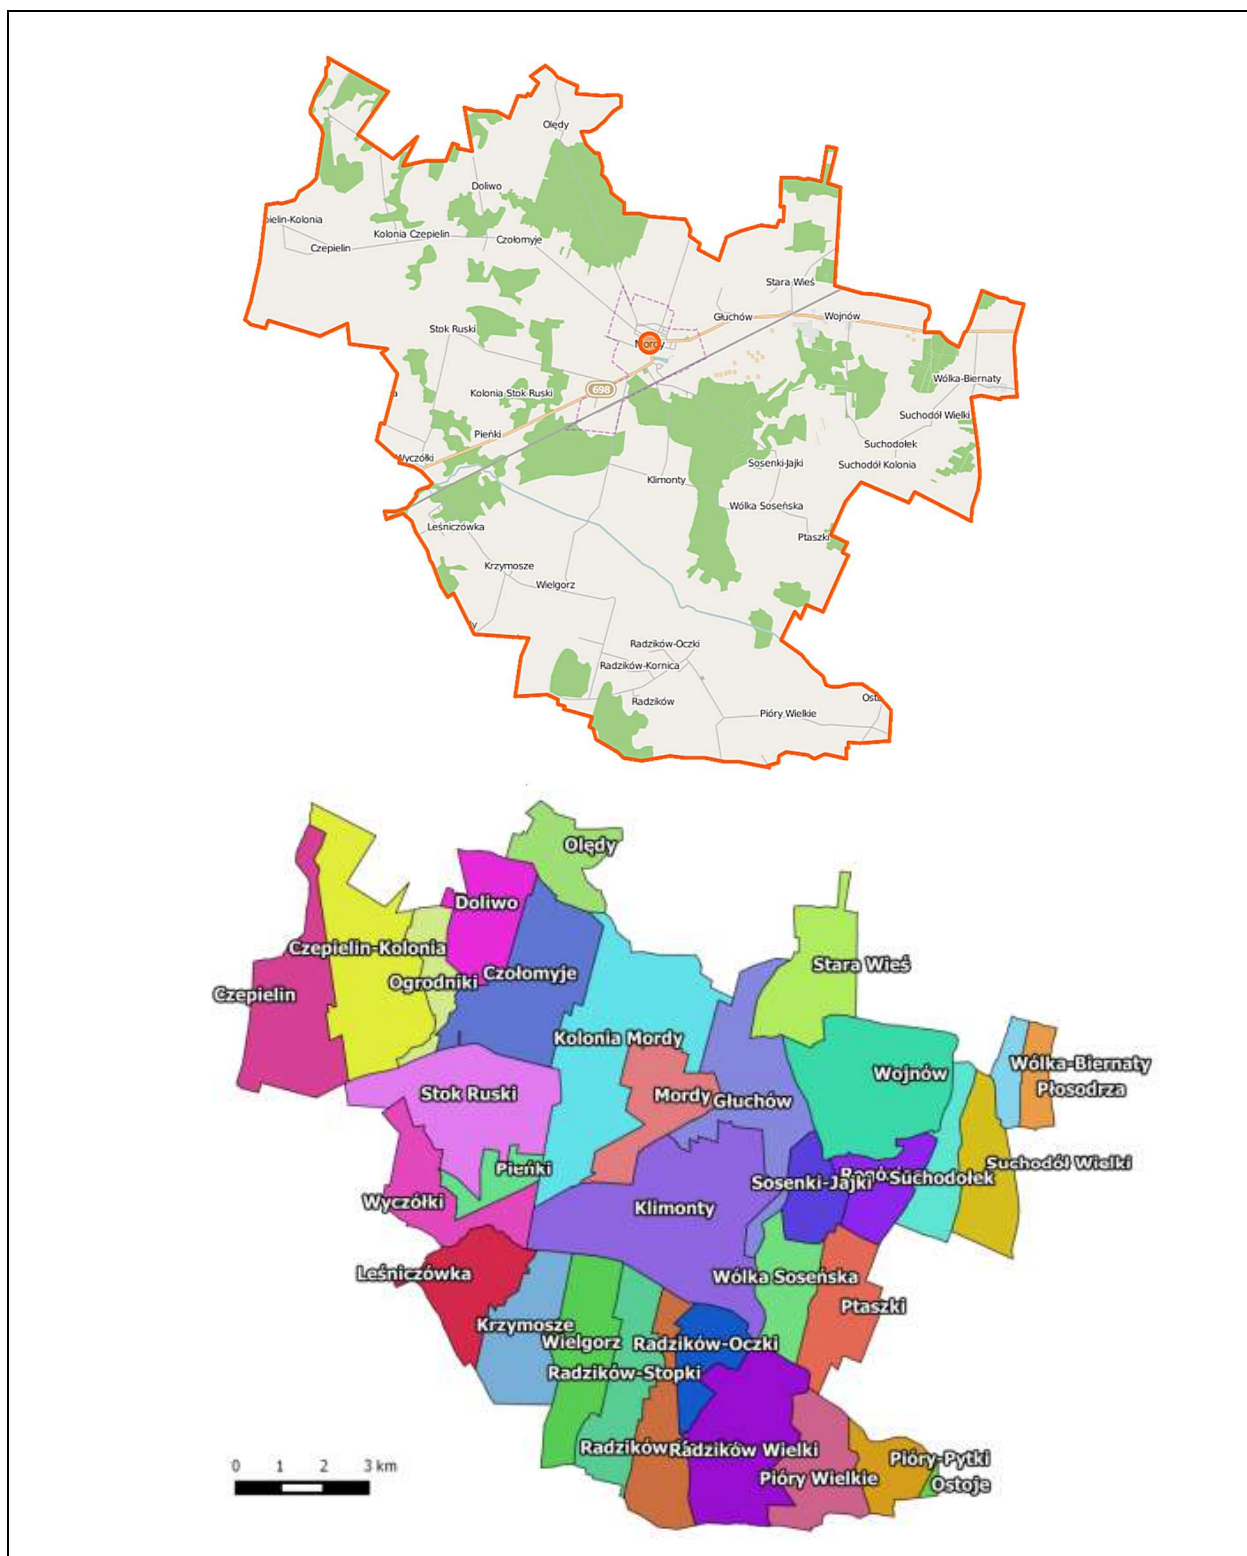 Olędy
Doliwo
pielin-Kolonia
Kolonia Czepielin
Czołomyje
Czepielin
Stara Wieś
Głuchów
Wojnów
Stok Ruski
Mordy
Wólka-Biernaty
698
Kolonia Stok Ruski
a
Suchodół Wielki
Pieńki
Suchodołek
Wyczółki
Sosenki-Jajki
Suchodół Kolonia
Klimonty
Wólka Soseńska
Leśniczówka
Ptaszki
Krzymosze
Wielgorz
dy
Radzików-Oczki
Radzików-Kornica
Radzików
Osto
Pióry Wielkie
Olędy
Doliwo
Czepielin-Kolonia
Stara Wieś
Czołomyje
Ogrodniki
Czepielin
Kolonia Mordy
Wólka-Biernaty
Wojnów
Płosodrza
Stok Ruski
Mordy
Głuchów
Suchodół Wielki
Pieńki
Sosenki-Jajki
Suchodołek
Wyczółki
Klimonty
Leśniczówka
Wólka Soseńska
Ptaszki
Krzymosze
Wielgorz
Radzików-Oczki
Radzików-Stopki
Radzików
Radzików Wielki
Pióry-Pytki
Pióry Wielkie
Ostoje
0 1 2 3 km